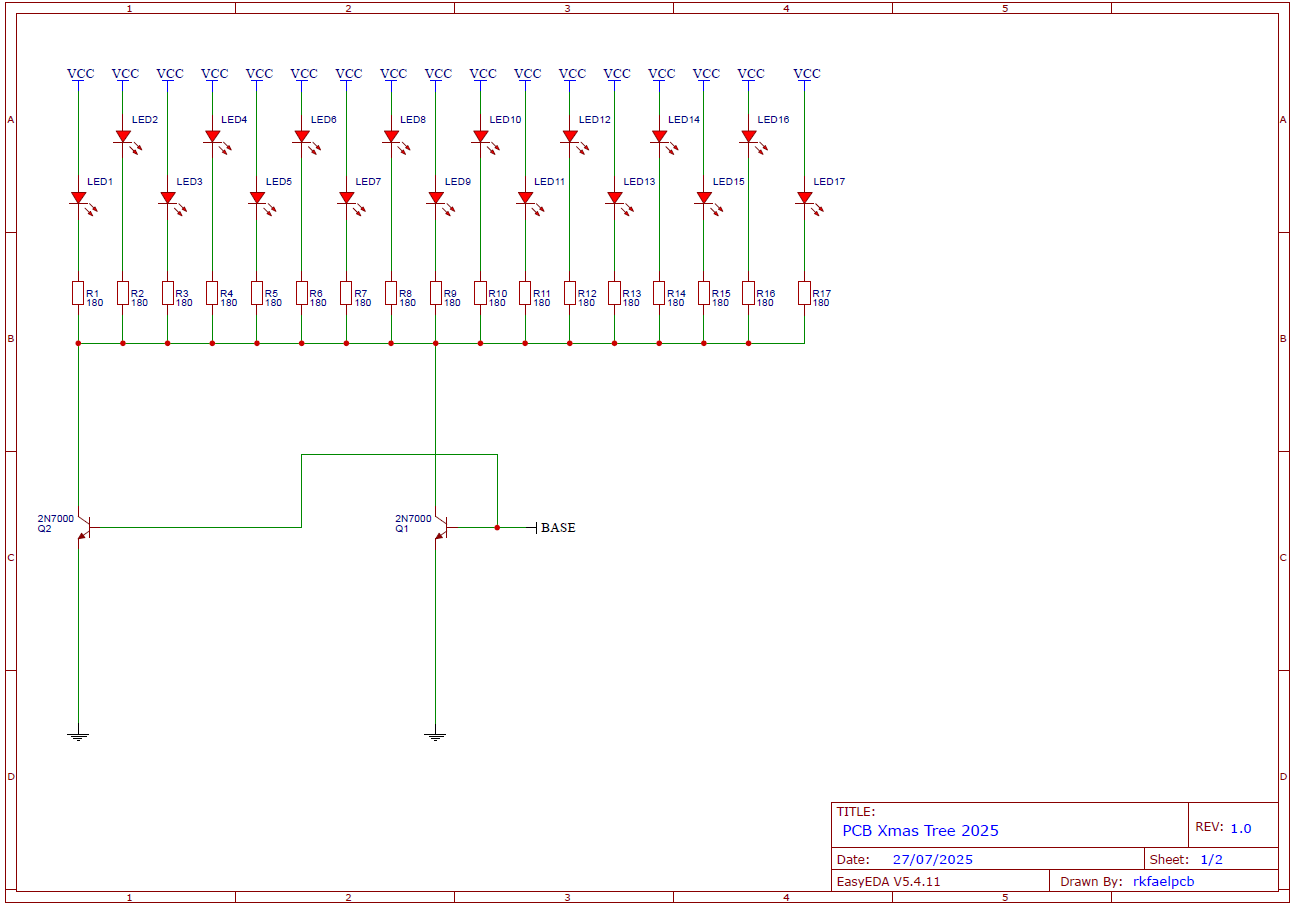 1 2 3 4 5
VCC VCC VCC VCC VCC VCC VCC VCC VCC VCC VCC VCC VCC VCC VCC VCC VCC
A LED2 LED4 LED6 LED8 LED10 LED12 LED14 LED16 A
LED1 LED3 LED5 LED7 LED9 LED11 LED13 LED15 LED17
R1 R2 R3 R4 R5 R6 R7 R8 R9 R10 R11 R12 R13 R14 R15 R16 R17
180 180 180 180 180 180 180 180 180 180 180 180 180 180 180 180 180
B B
2N7000 2N7000
Q2 Q1 BASE
C C
D D
TITLE:
PCB Xmas Tree 2025
REV: 1.0
Date: 27/07/2025 Sheet: 1/2
EasyEDA V5.4.11 Drawn By: rkfaelpcb
1 2 3 4 5